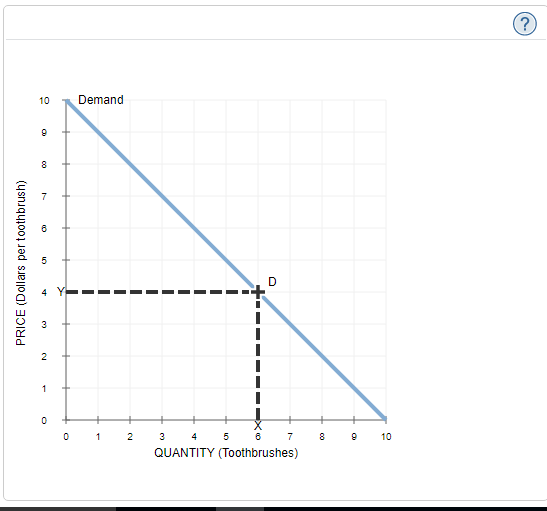 ?
10 Demand
9
8
7
6
5
D
4 Y
3
2
1
0
X
0 1 2 3 4 5 6 7 8 9 10
QUANTITY (Toothbrushes)
PRICE (Dollars per toothbrush)